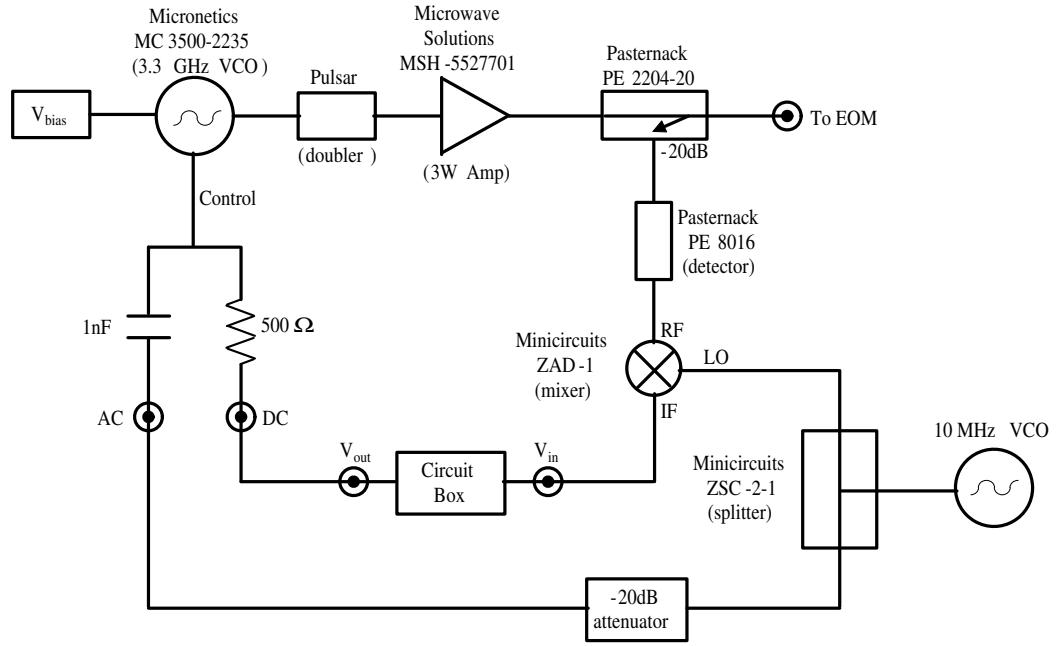 Micronetics
MC 3500-2235
(3.3 GHz VCO)
Microwave
Solutions
MSH -5527701
Pasternack
PE 2204-20
Pulsar
V_bias
To EOM
(doubler )
(3W Amp)
-20dB
Control
Pasternack
PE 8016
(detector)
1nF
500 Ω
Minicircuits
ZAD -1
(mixer)
RF
LO
IF
AC
DC
V_out
V_in
Circuit
Box
Minicircuits
ZSC -2-1
(splitter)
10 MHz VCO
-20dB
attenuator